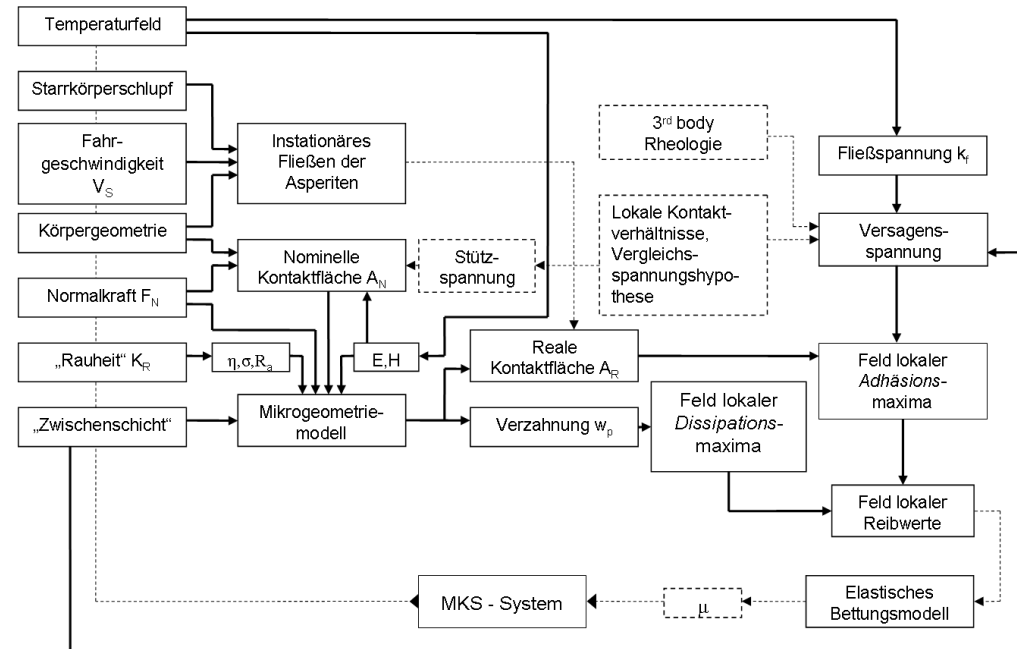 Temperaturfeld
Starrkörperschlupf
Fahr-
geschwindigkeit
V_S
Körpergeometrie
Normalkraft F_N
„Rauheit“ K_R
„Zwischenschicht“
η,σ,R_a
Instationäres
Fließen der
Asperiten
Nominelle
Kontaktfläche A_N
Stütz-
spannung
E,H
Mikrogeometrie-
modell
3rd body
Rheologie
Lokale Kontakt-
verhältnisse,
Vergleichs-
spannungshypo-
these
Fließspannung k_f
Versagens-
spannung
Reale
Kontaktfläche A_R
Verzahnung w_p
Feld lokaler
Dissipations-
maxima
Feld lokaler
Adhäsions-
maxima
Feld lokaler
Reibwerte
Elastisches
Bettungsmodell
μ
MKS - System